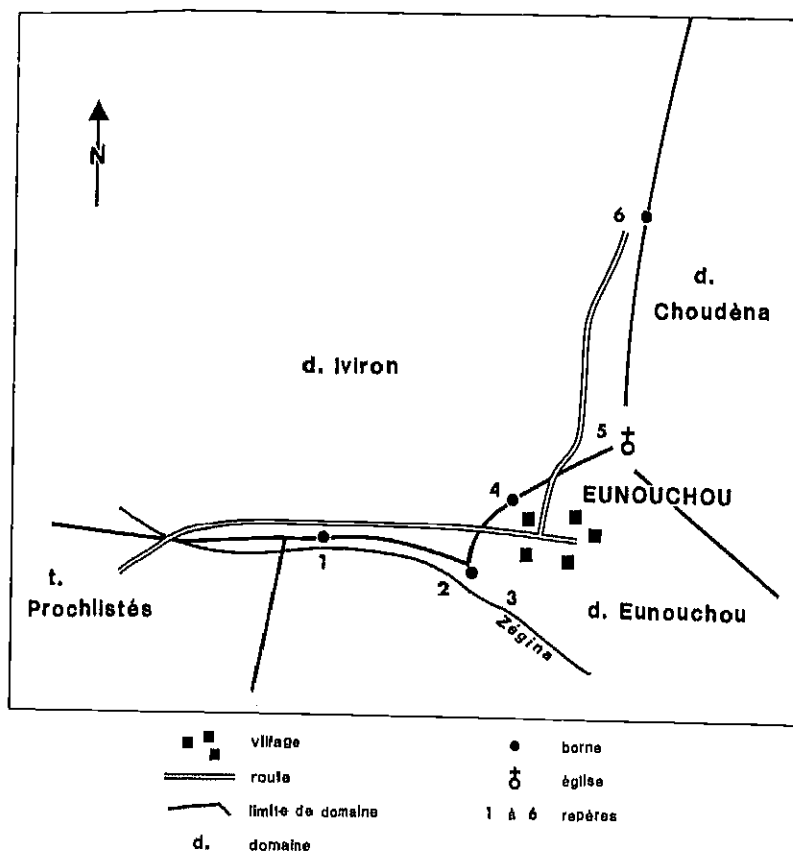 N
6
d.
Choudèna
d. Iviron
5
4
EUNOUCHOU
1
t.
Prochlistés
2
3
d. Eunouchou
Zégina
village
borne
route
église
limite de domaine
1 à 6 repères
d. domaine